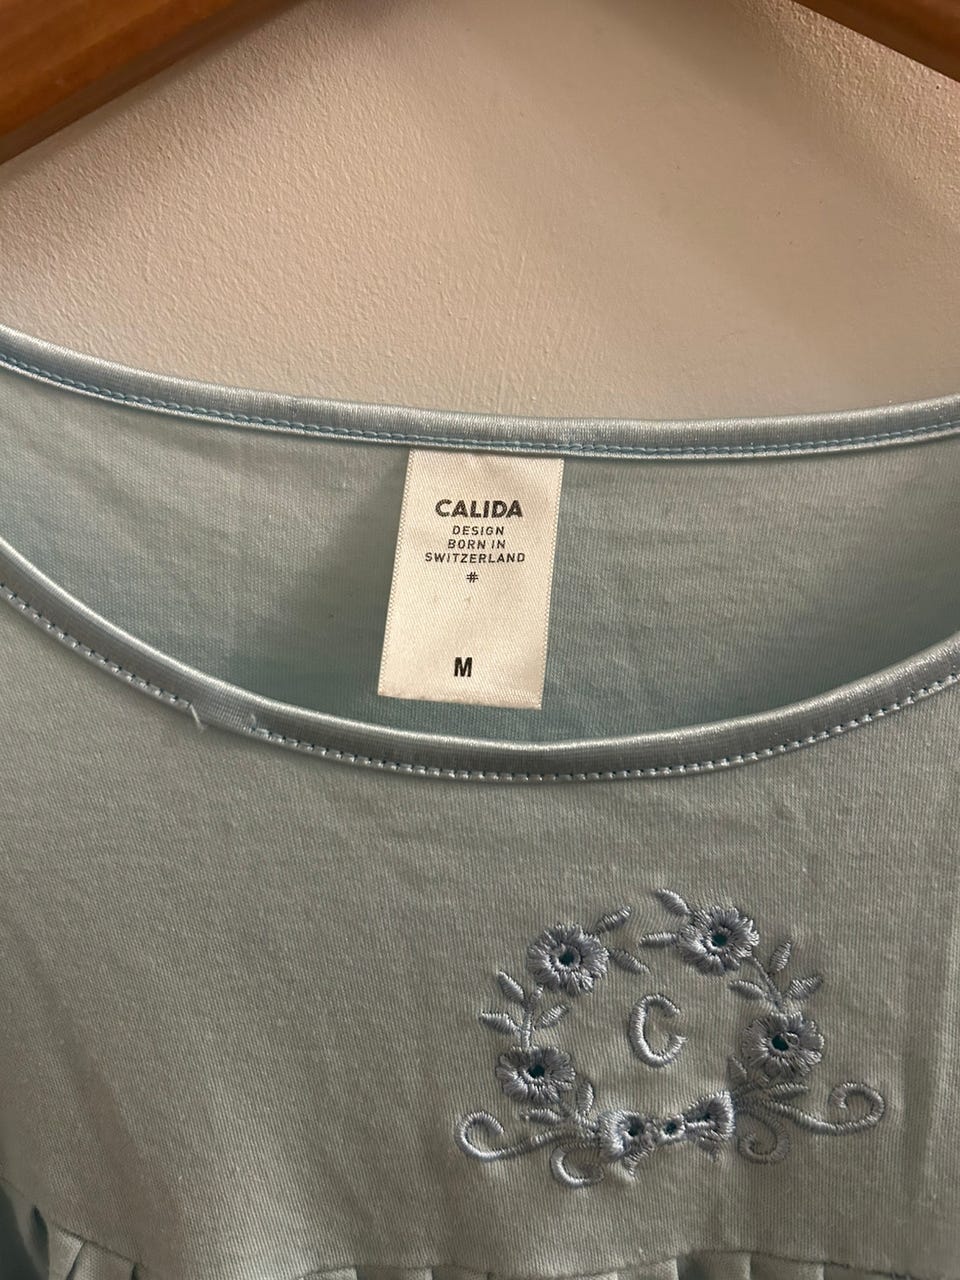 CALIDA
DESIGN
BORN IN
SWITZERLAND
#
M
C